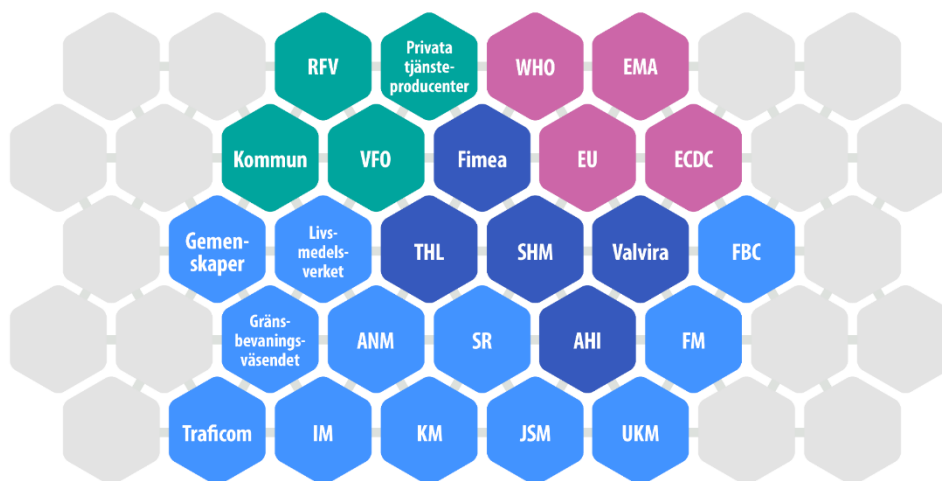 RFV
Privata
tjänste-
producenter
WHO
EMA
Kommun
VFO
Fimea
EU
ECDC
Gemen-
skaper
Livs-
medels-
verket
THL
SHM
Valvira
FBC
Gräns-
bevanings-
väsendet
ANM
SR
AHI
FM
Traficom
IM
KM
JSM
UKM